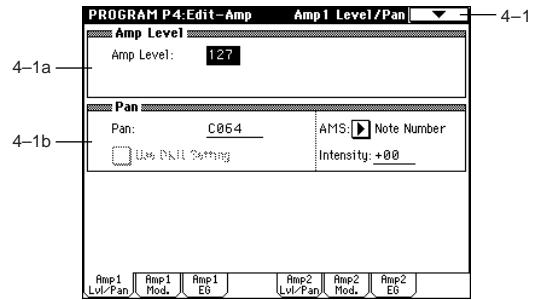 PROGRAM P4:Edit-Amp Amp1 Level/Pan 4–1
Amp Level
4–1a Amp Level: 127
Pan
4–1b Pan: C064 AMS: Note Number
Use DKit Setting Intensity: +00
Amp1 Lvl/Pan Amp1 Mod. Amp1 EG Amp2 Lvl/Pan Amp2 Mod. Amp2 EG